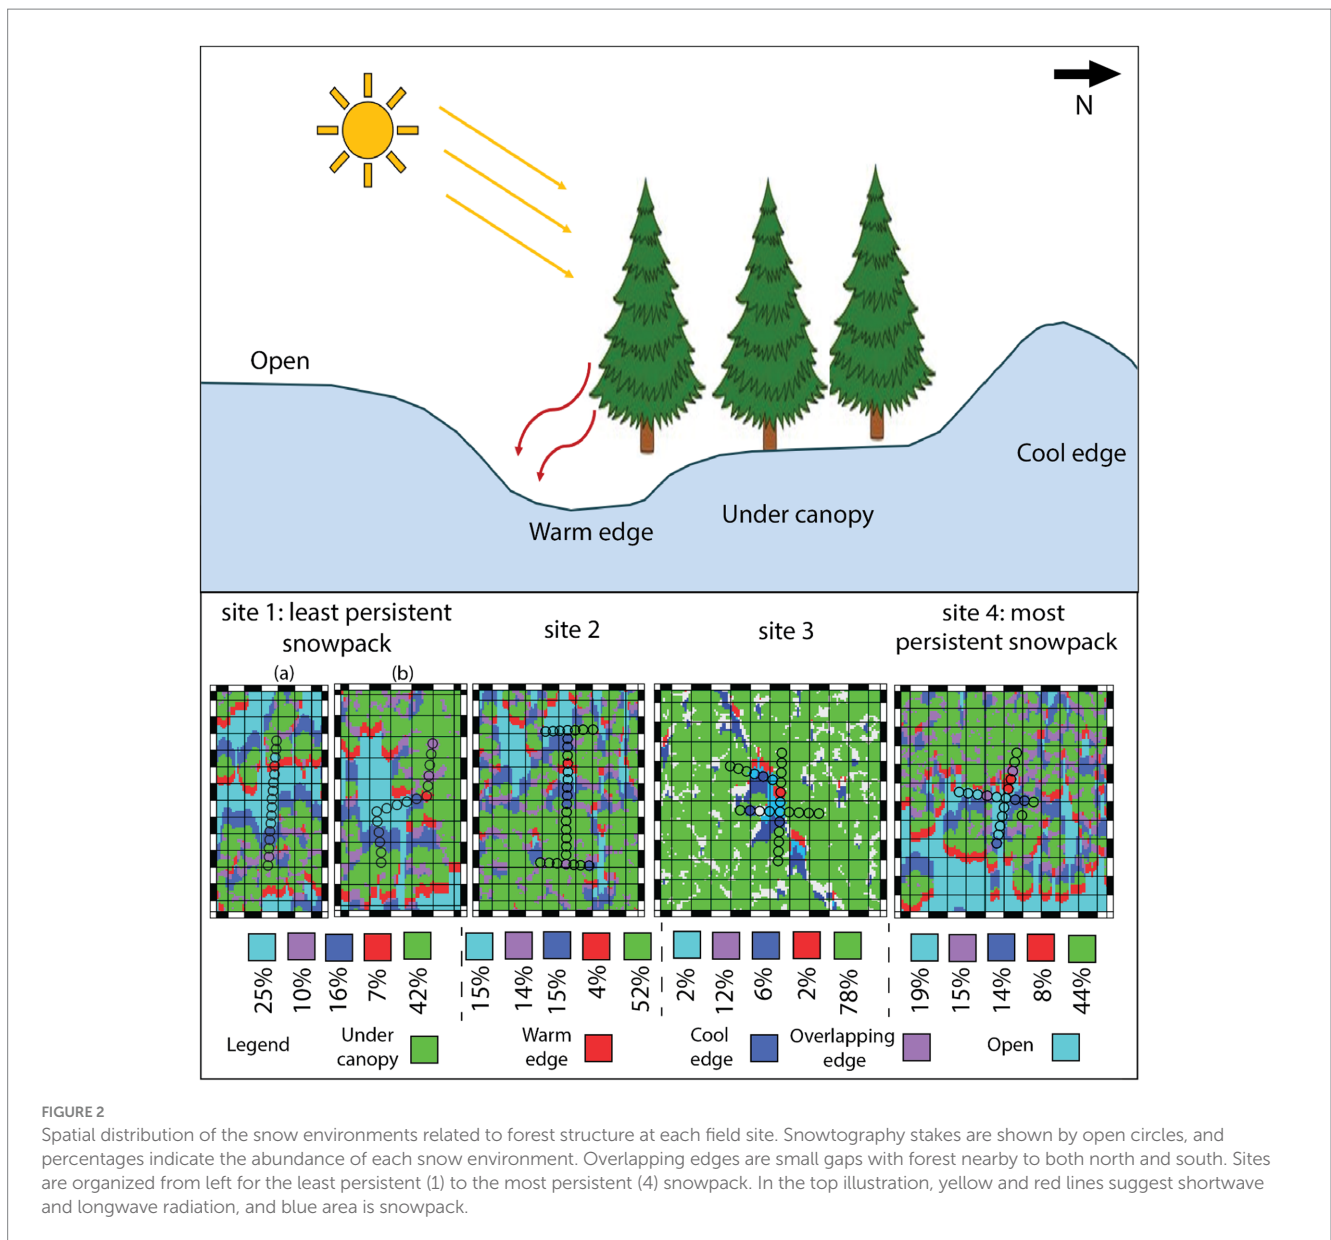 N
Open
Cool edge
Under canopy
Warm edge
site 1: least persistent
snowpack
site 2
site 3
site 4: most
persistent snowpack
(a)
(b)
25%
10%
16%
7%
42%
15%
14%
15%
4%
52%
2%
12%
6%
2%
78%
19%
15%
14%
8%
44%
Legend
Under
canopy
Warm
edge
Cool
edge
Overlapping
edge
Open
FIGURE 2
Spatial distribution of the snow environments related to forest structure at each field site. Snowtography stakes are shown by open circles, and
percentages indicate the abundance of each snow environment. Overlapping edges are small gaps with forest nearby to both north and south. Sites
are organized from left for the least persistent (1) to the most persistent (4) snowpack. In the top illustration, yellow and red lines suggest shortwave
and longwave radiation, and blue area is snowpack.